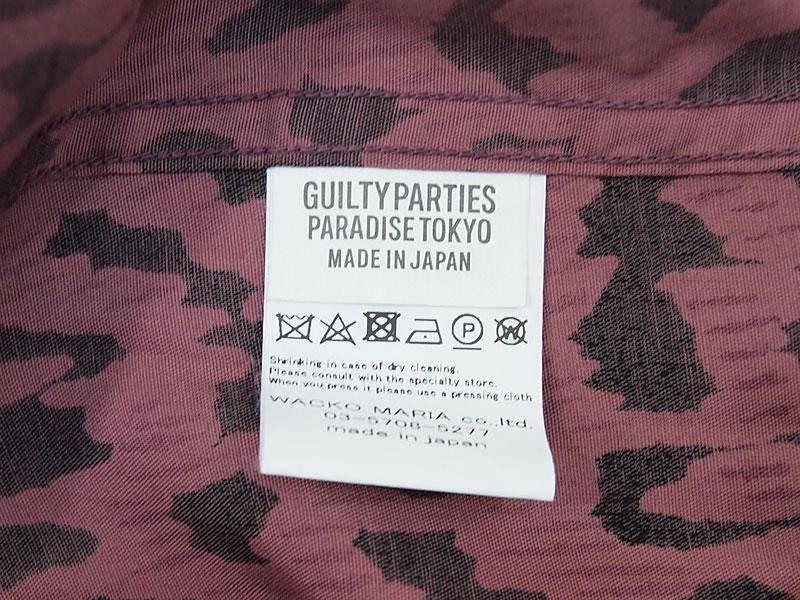 GUILTY PARTIES
PARADISE TOKYO
MADE IN JAPAN
P W
Shrinking in case of dry cleaning.
Please consult with the specialty store.
When you press it please use a pressing cloth
WACKO MARIA co.,ltd.
03-5708-5277
made in japan